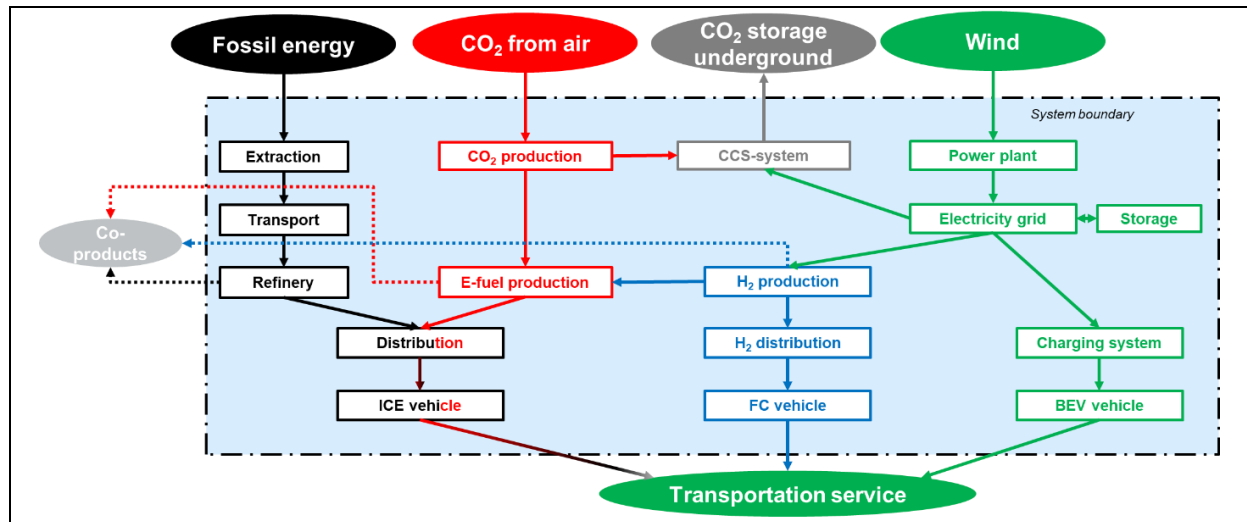 Fossil energy
CO₂ from air
CO₂ storage
underground
Wind
System boundary
Extraction
CO₂ production
CCS-system
Power plant
Transport
Electricity grid
Storage
Co-
products
Refinery
E-fuel production
H₂ production
Distribution
H₂ distribution
Charging system
ICE vehicle
FC vehicle
BEV vehicle
Transportation service